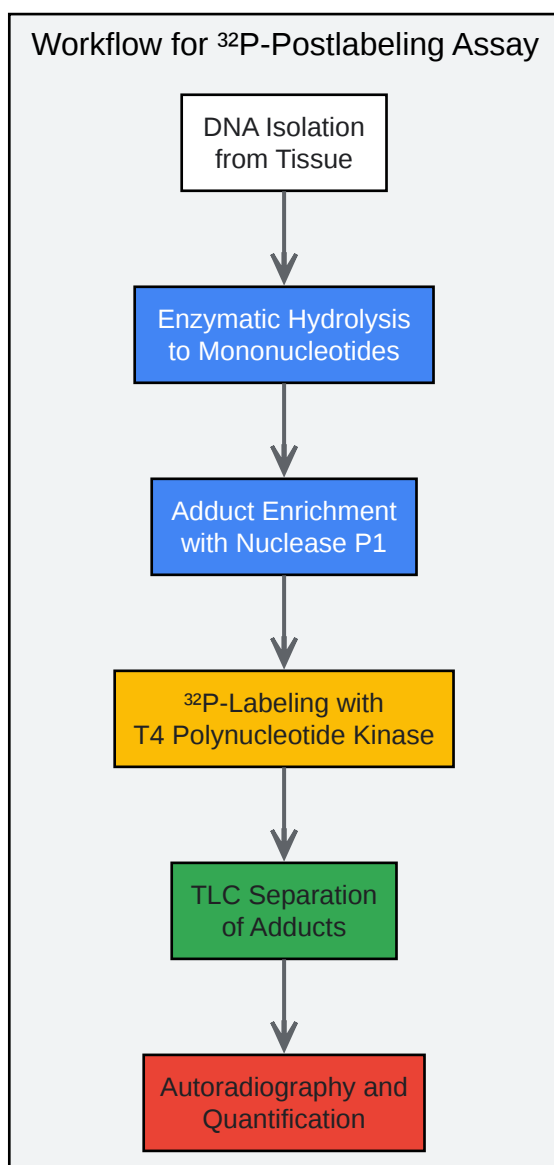 Workflow for ³²P-Postlabeling Assay
DNA Isolation
from Tissue
Enzymatic Hydrolysis
to Mononucleotides
Adduct Enrichment
with Nuclease P1
³²P-Labeling with
T4 Polynucleotide Kinase
TLC Separation
of Adducts
Autoradiography and
Quantification